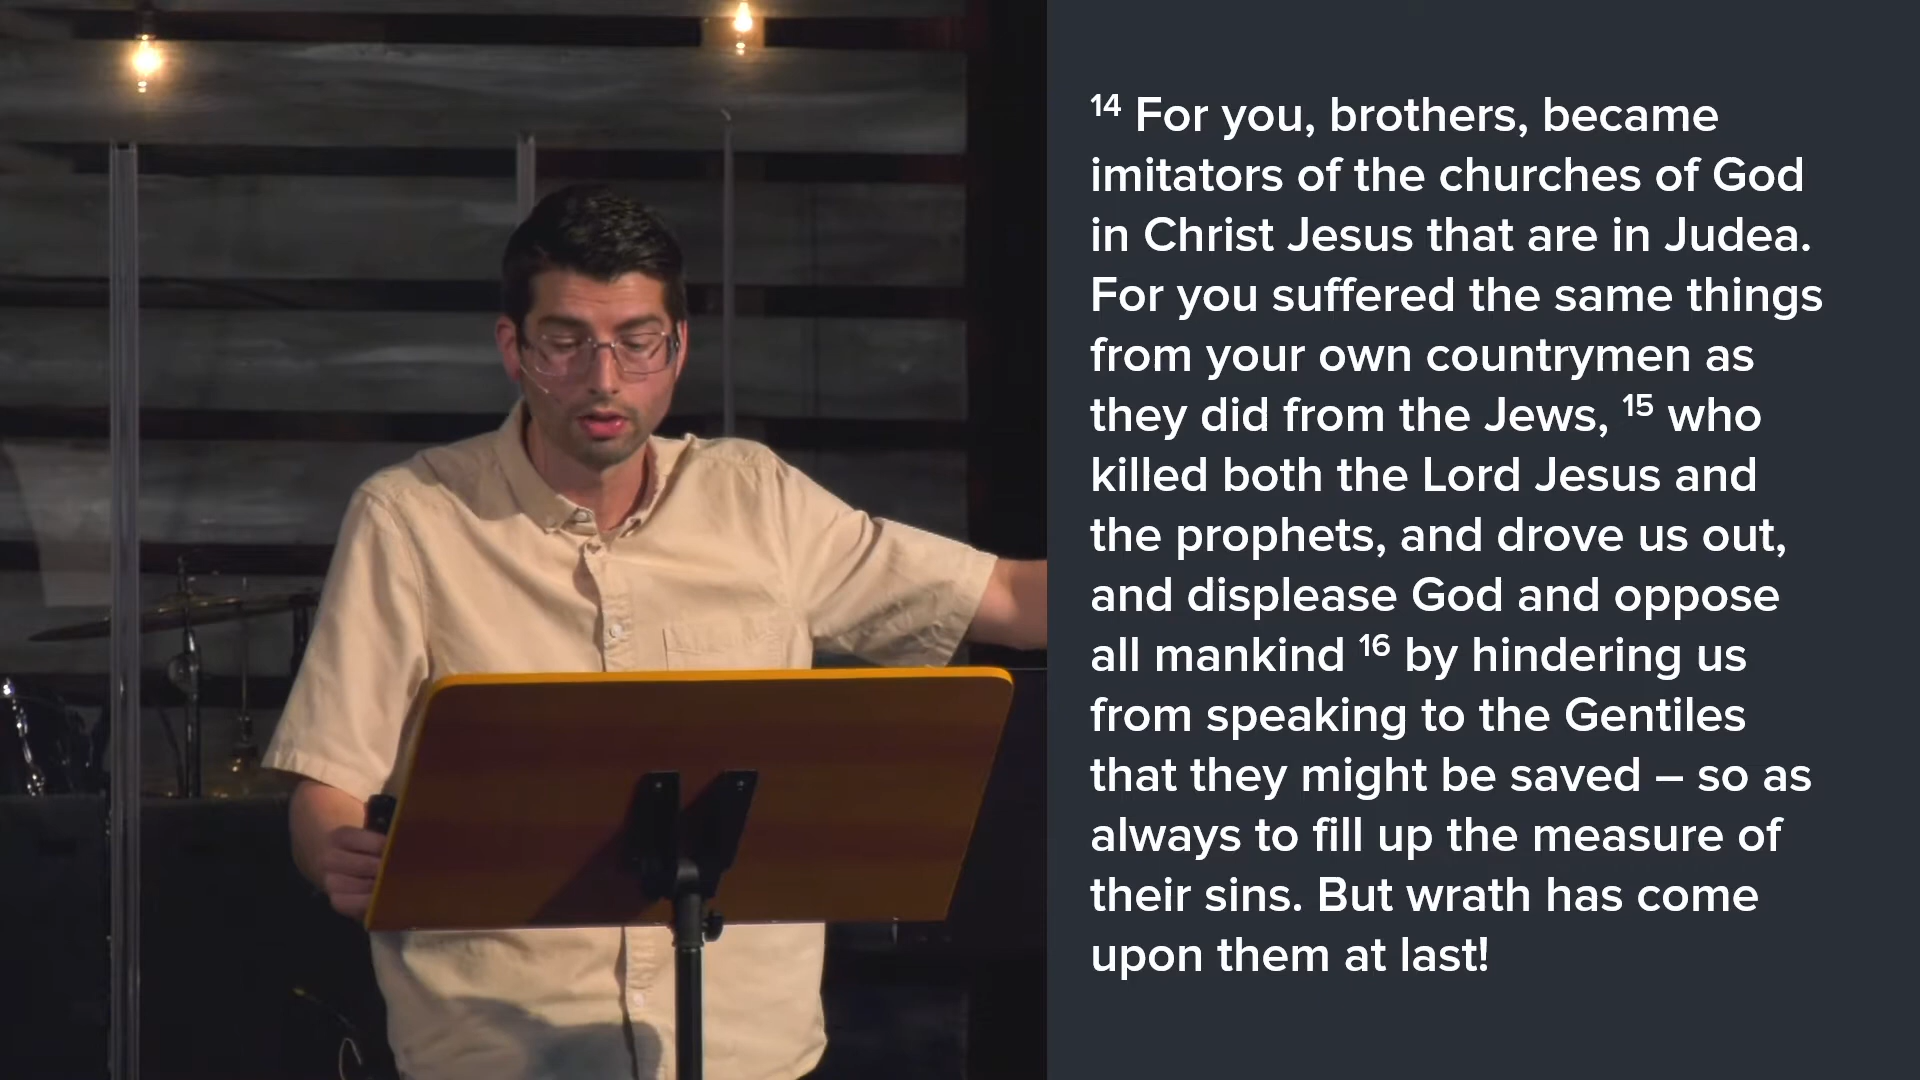 14 For you, brothers, became
imitators of the churches of God
in Christ Jesus that are in Judea.
For you suffered the same things
from your own countrymen as
they did from the Jews, 15 who
killed both the Lord Jesus and
the prophets, and drove us out,
and displease God and oppose
all mankind 16 by hindering us
from speaking to the Gentiles
that they might be saved – so as
always to fill up the measure of
their sins. But wrath has come
upon them at last!